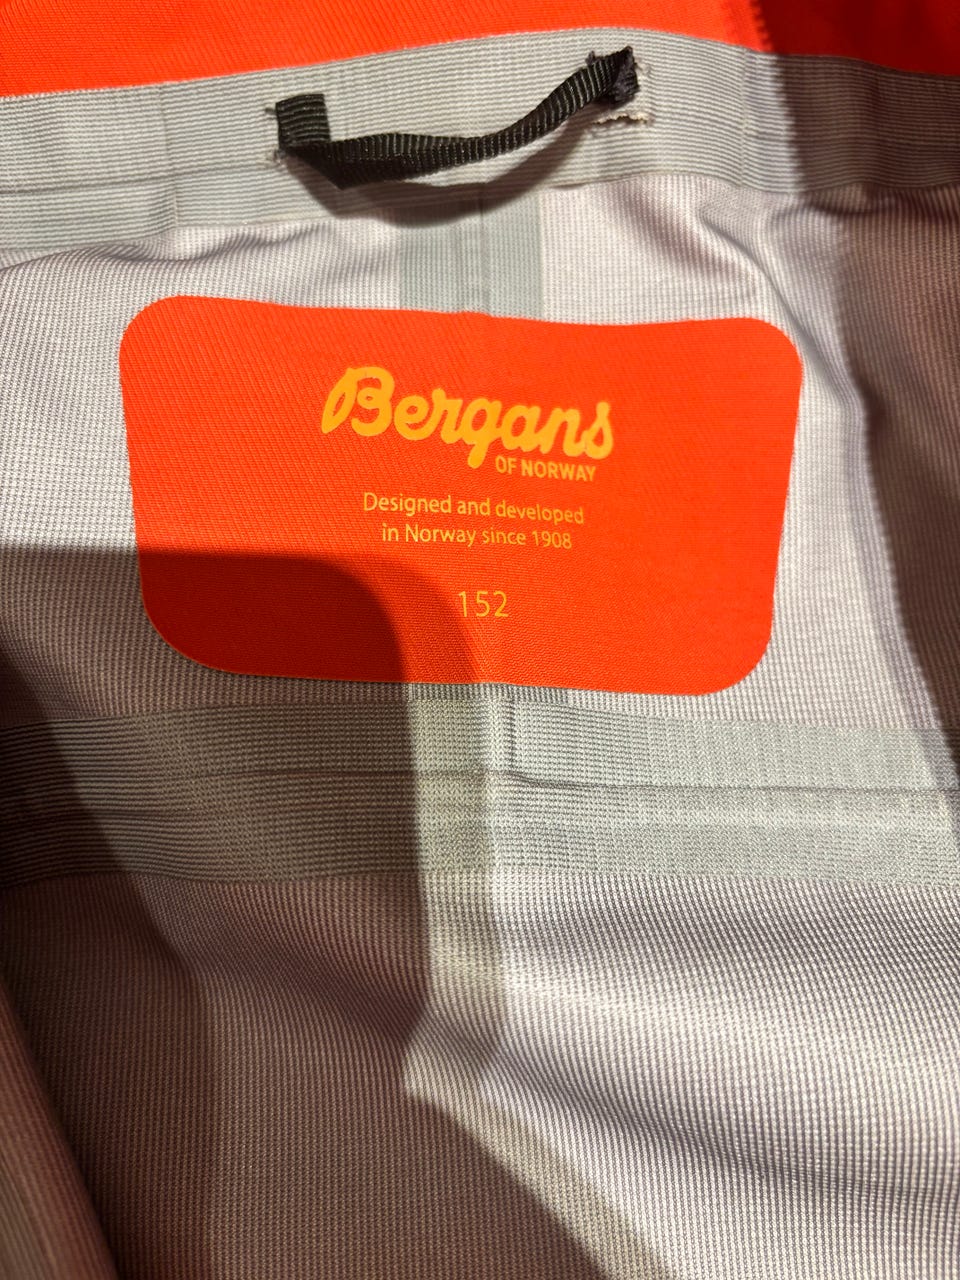 Bergans
OF NORWAY
Designed and developed
in Norway since 1908
152